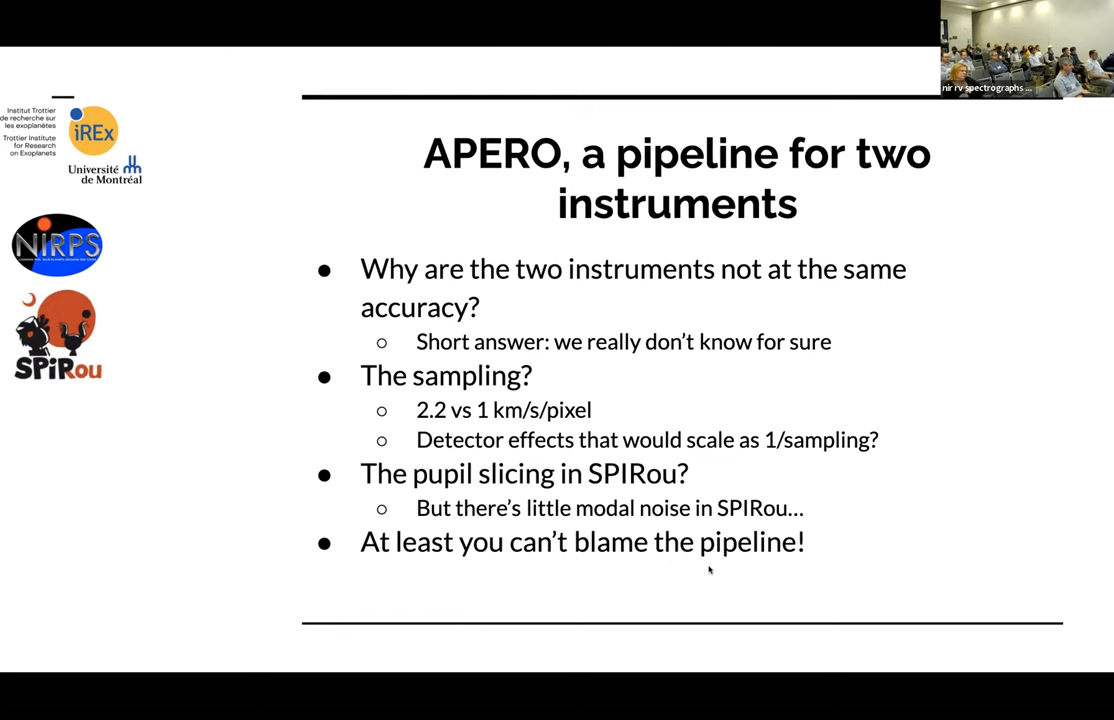 nir rv spectrographs ...
Institut Trottier
de recherche sur
les exoplanètes
Trottier Institute
for Research
on Exoplanets
iREx
Université
de Montréal
NIRPS
SPiRou
APERO, a pipeline for two
instruments
● Why are the two instruments not at the same
accuracy?
○ Short answer: we really don’t know for sure
● The sampling?
○ 2.2 vs 1 km/s/pixel
○ Detector effects that would scale as 1/sampling?
● The pupil slicing in SPIRou?
○ But there’s little modal noise in SPIRou...
● At least you can’t blame the pipeline!